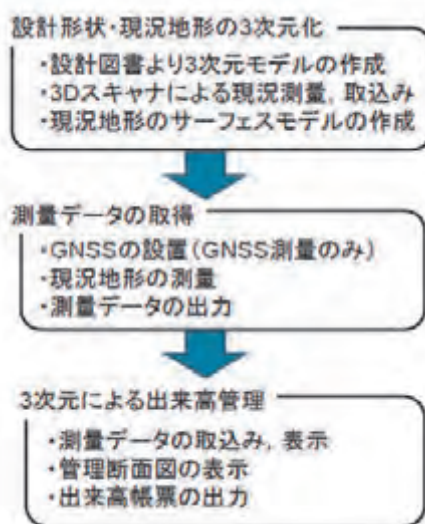 設計形状・現況地形の3次元化
・設計図書より3次元モデルの作成
・3Dスキャナによる現況測量, 取込み
・現況地形のサーフェスモデルの作成
測量データの取得
・GNSSの設置(GNSS測量のみ)
・現況地形の測量
・測量データの出力
3次元による出来高管理
・測量データの取込み, 表示
・管理断面図の表示
・出来高帳票の出力